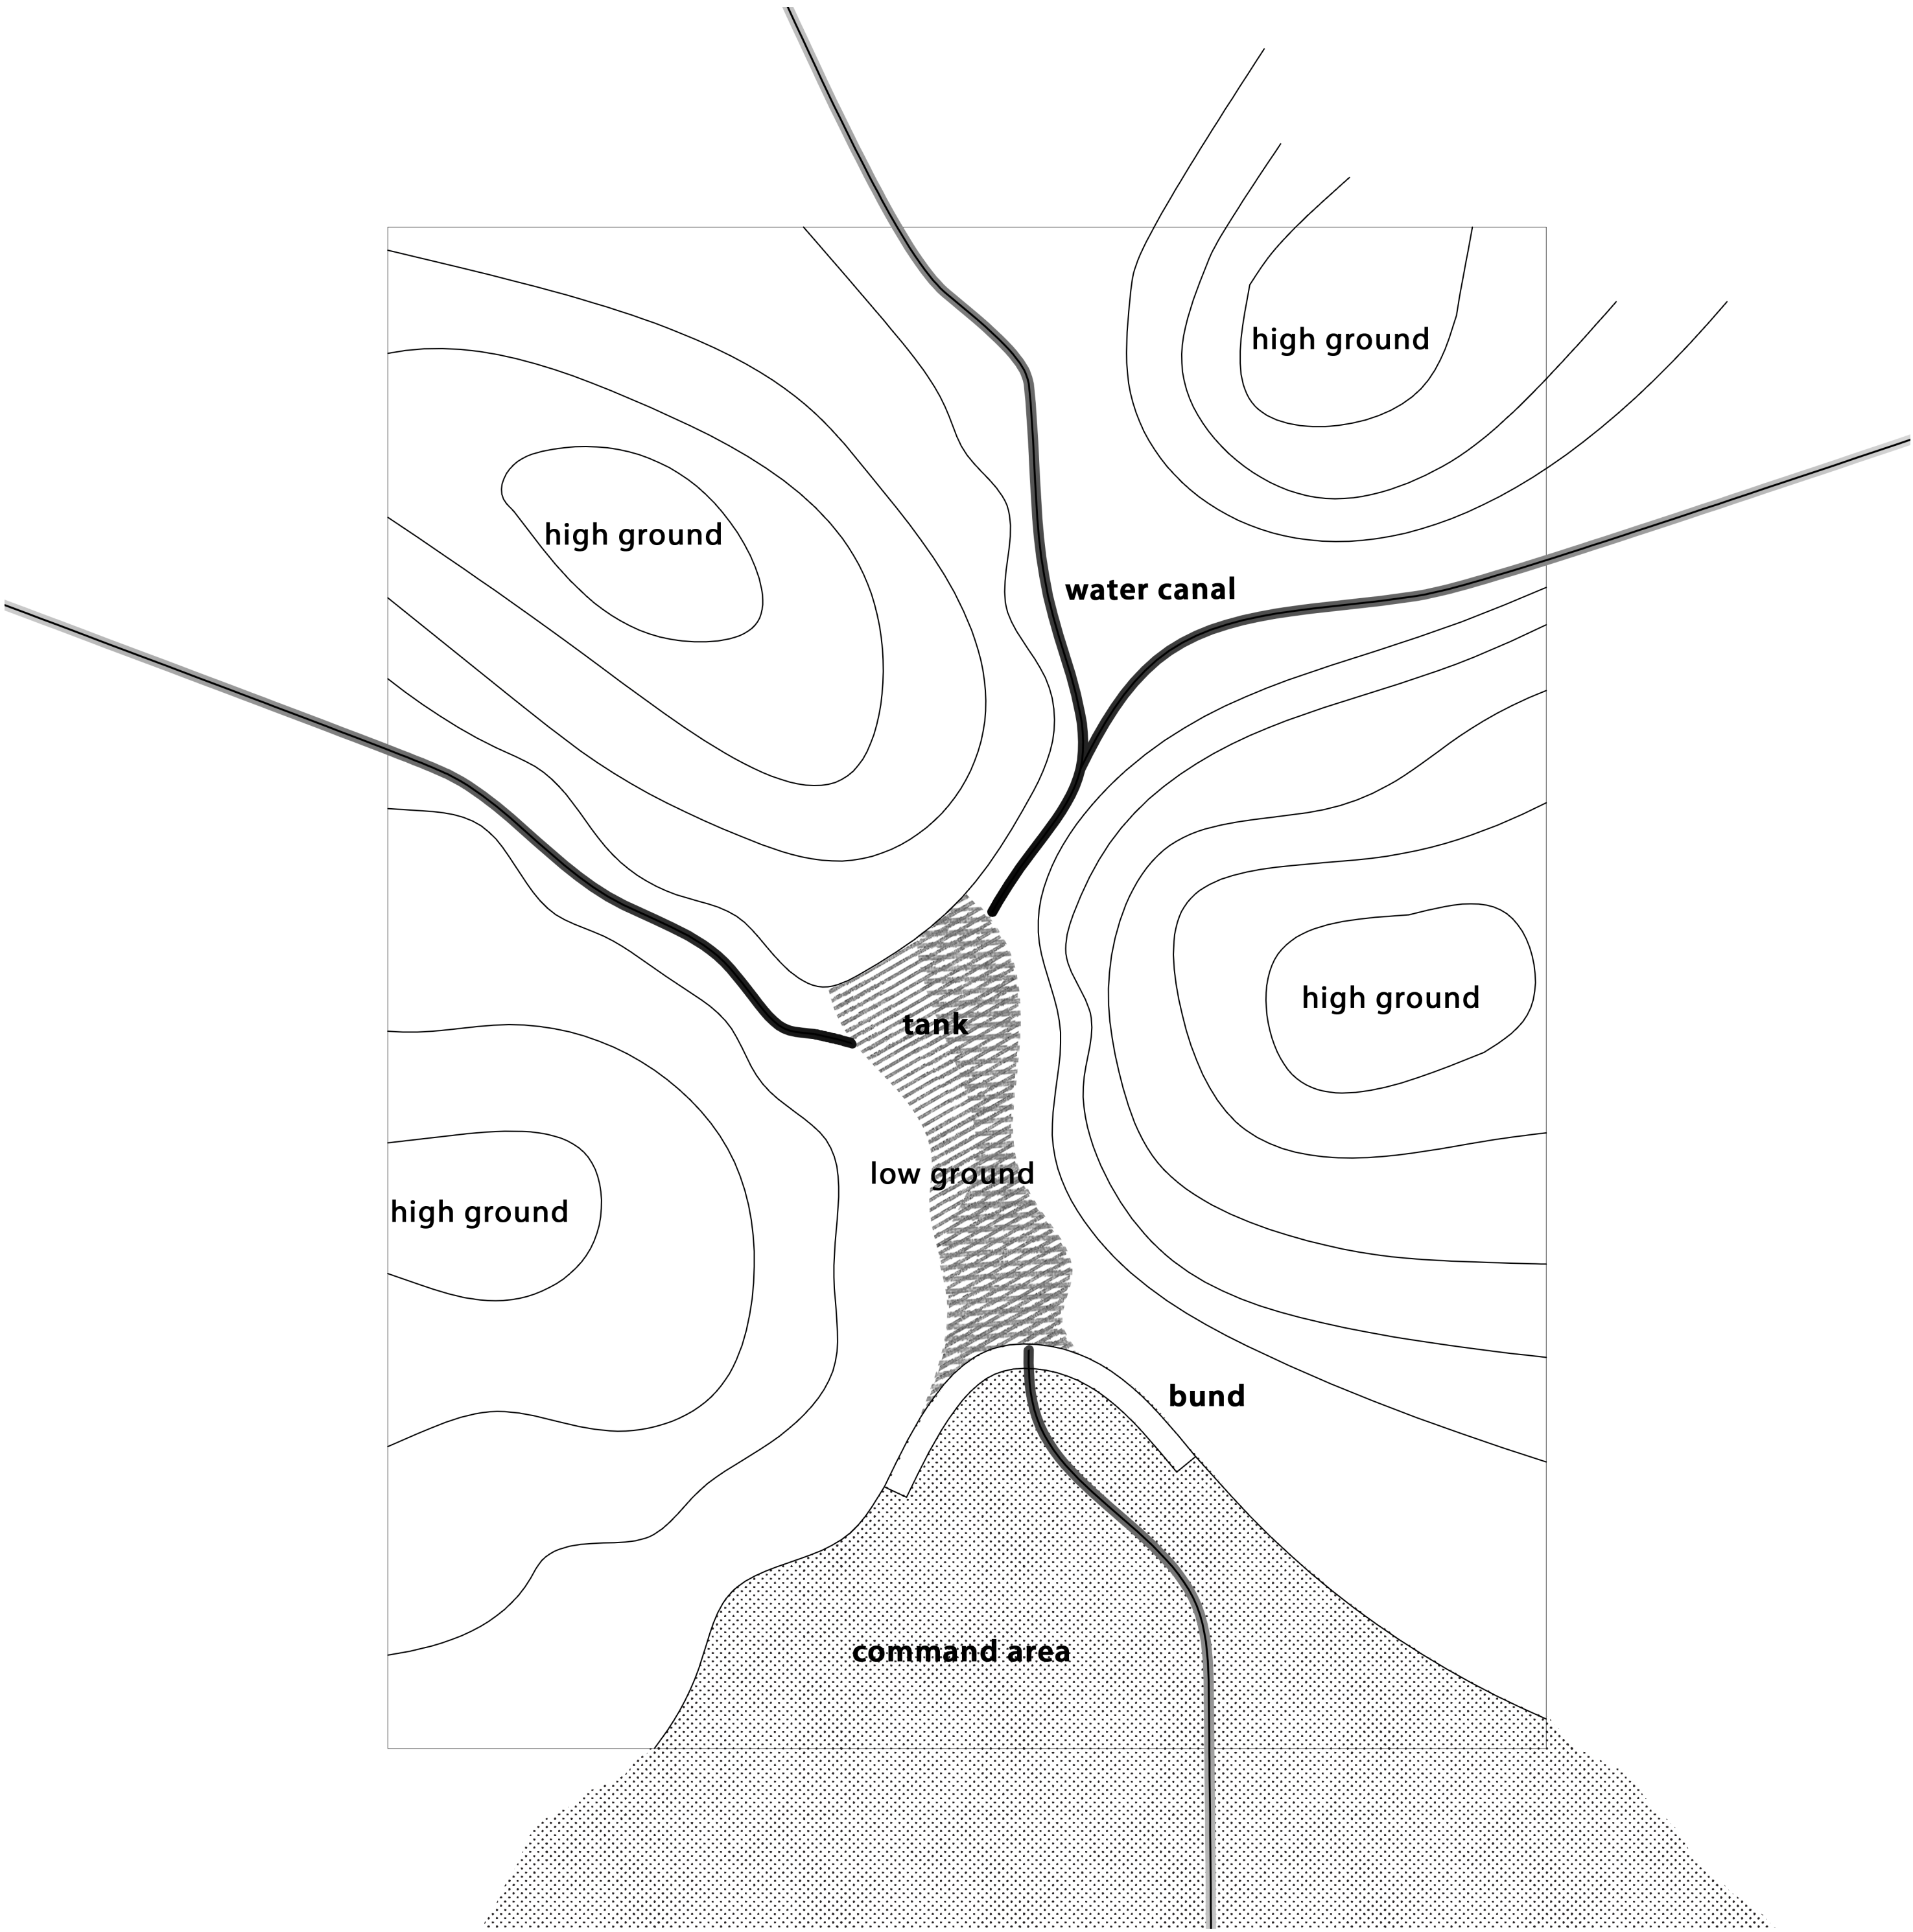 high ground
high ground
water canal
high ground
tank
low ground
high ground
bund
command area